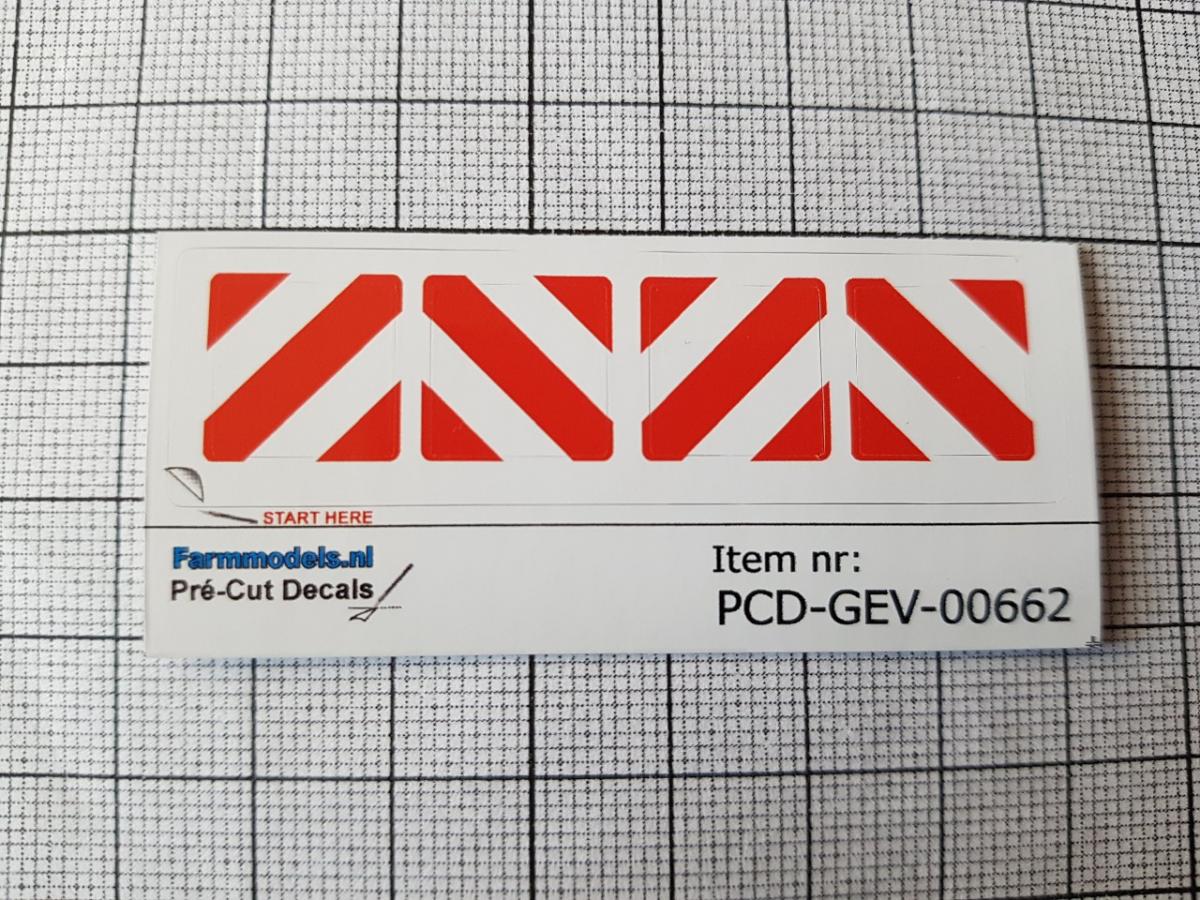 START HERE
Farmmodels.nl
Pré-Cut Decals
Item nr:
PCD-GEV-00662